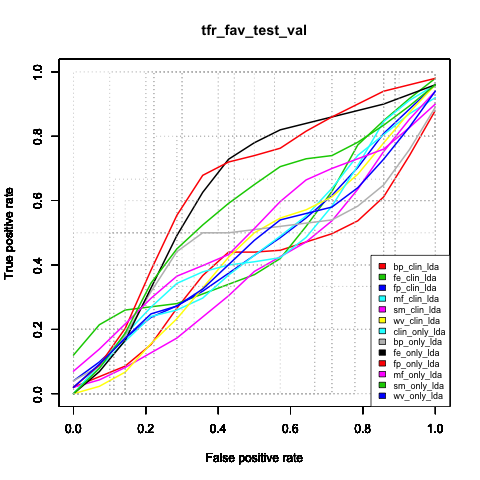 tfr_fav_test_val
True positive rate
1.0
0.8
0.6
0.4
0.2
0.0
0.0 0.2 0.4 0.6 0.8 1.0
False positive rate
bp_clin_lda
fe_clin_lda
fp_clin_lda
mf_clin_lda
sm_clin_lda
wv_clin_lda
clin_only_lda
bp_only_lda
fe_only_lda
fp_only_lda
mf_only_lda
sm_only_lda
wv_only_lda